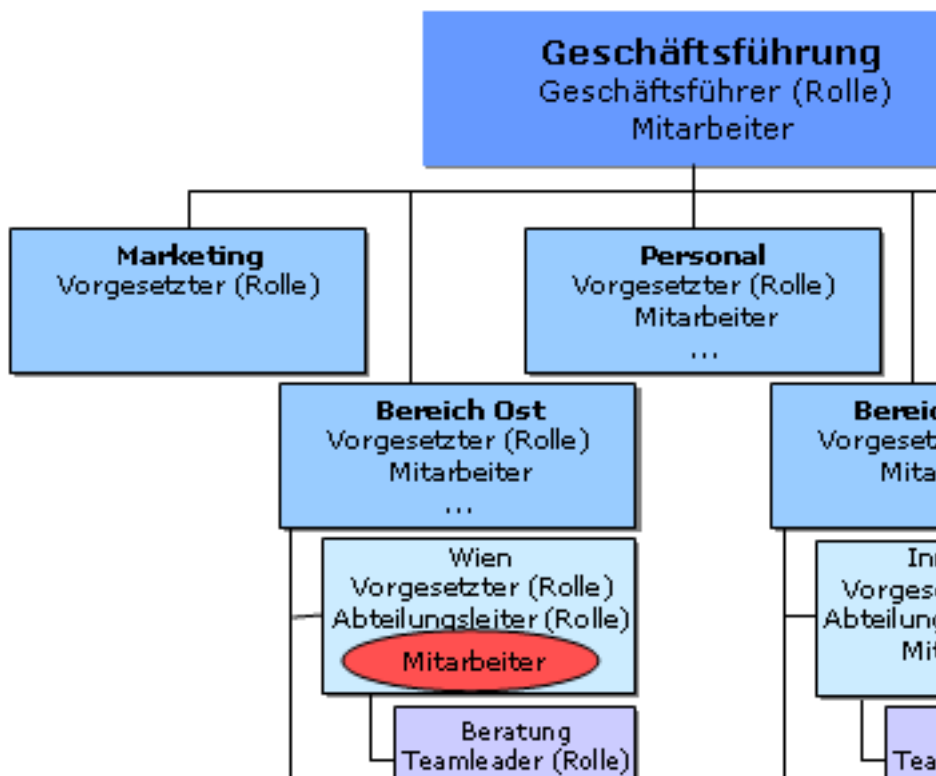 Geschäftsführung
Geschäftsführer (Rolle)
Mitarbeiter
Marketing
Vorgesetzter (Rolle)
Personal
Vorgesetzter (Rolle)
Mitarbeiter
...
Bereich Ost
Vorgesetzter (Rolle)
Mitarbeiter
...
Wien
Vorgesetzter (Rolle)
Abteilungsleiter (Rolle)
Mitarbeiter
Beratung
Teamleader (Rolle)